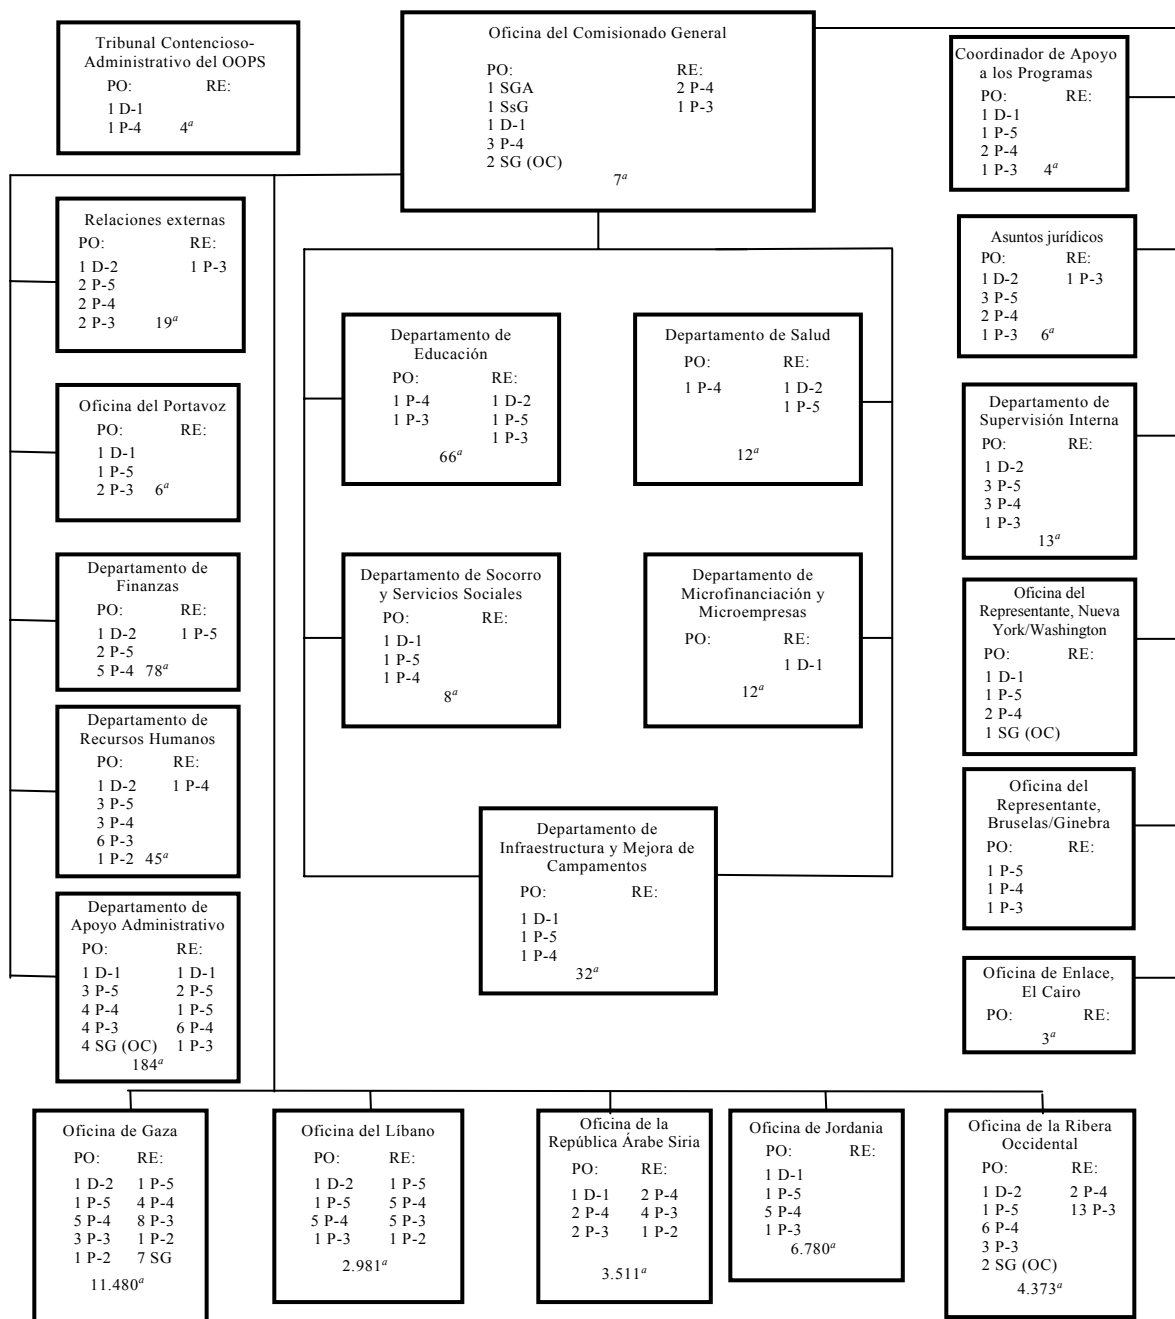 Tribunal Contencioso-
Administrativo del OOPS
PO: RE:
1 D-1
1 P-4 4ª
Oficina del Comisionado General
PO: RE:
1 SGA 2 P-4
1 SsG 1 P-3
1 D-1
3 P-4
2 SG (OC)
7ª
Coordinador de Apoyo
a los Programas
PO: RE:
1 D-1
1 P-5
2 P-4
1 P-3 4ª
Relaciones externas
PO: RE:
1 D-2 1 P-3
2 P-5
2 P-4
2 P-3 19ª
Asuntos jurídicos
PO: RE:
1 D-2 1 P-3
3 P-5
2 P-4
1 P-3 6ª
Departamento de
Educación
PO: RE:
1 P-4 1 D-2
1 P-3 1 P-5
1 P-3
66ª
Departamento de Salud
PO: RE:
1 P-4 1 D-2
1 P-5
12ª
Oficina del Portavoz
PO: RE:
1 D-1
1 P-5
2 P-3 6ª
Departamento de
Supervisión Interna
PO: RE:
1 D-2
3 P-5
3 P-4
1 P-3
13ª
Departamento de
Finanzas
PO: RE:
1 D-2 1 P-5
2 P-5
5 P-4 78ª
Departamento de Socorro
y Servicios Sociales
PO: RE:
1 D-1
1 P-5
1 P-4
8ª
Departamento de
Microfinanciación y
Microempresas
PO: RE:
1 D-1
12ª
Oficina del
Representante, Nueva
York/Washington
PO: RE:
1 D-1
1 P-5
2 P-4
1 SG (OC)
Departamento de
Recursos Humanos
PO: RE:
1 D-2 1 P-4
3 P-5
3 P-4
6 P-3
1 P-2 45ª
Oficina del
Representante,
Bruselas/Ginebra
PO: RE:
1 P-5
1 P-4
1 P-3
Departamento de
Infraestructura y Mejora de
Campamentos
PO: RE:
1 D-1
1 P-5
1 P-4
32ª
Departamento de
Apoyo Administrativo
PO: RE:
1 D-1 1 D-1
3 P-5 2 P-5
4 P-4 1 P-5
4 P-3 6 P-4
4 SG (OC) 1 P-3
184ª
Oficina de Enlace,
El Cairo
PO: RE:
3ª
Oficina de Gaza
PO: RE:
1 D-2 1 P-5
1 P-5 4 P-4
5 P-4 8 P-3
3 P-3 1 P-2
1 P-2 7 SG
11.480ª
Oficina del Líbano
PO: RE:
1 D-2 1 P-5
1 P-5 5 P-4
5 P-4 5 P-3
1 P-3 1 P-2
2.981ª
Oficina de la
República Árabe Siria
PO: RE:
1 D-1 2 P-4
2 P-4 4 P-3
2 P-3 1 P-2
3.511ª
Oficina de Jordania
PO: RE:
1 D-1
1 P-5
5 P-4
1 P-3
6.780ª
Oficina de la Ribera
Occidental
PO: RE:
1 D-2 2 P-4
1 P-5 13 P-3
6 P-4
3 P-3
2 SG (OC)
4.373ª